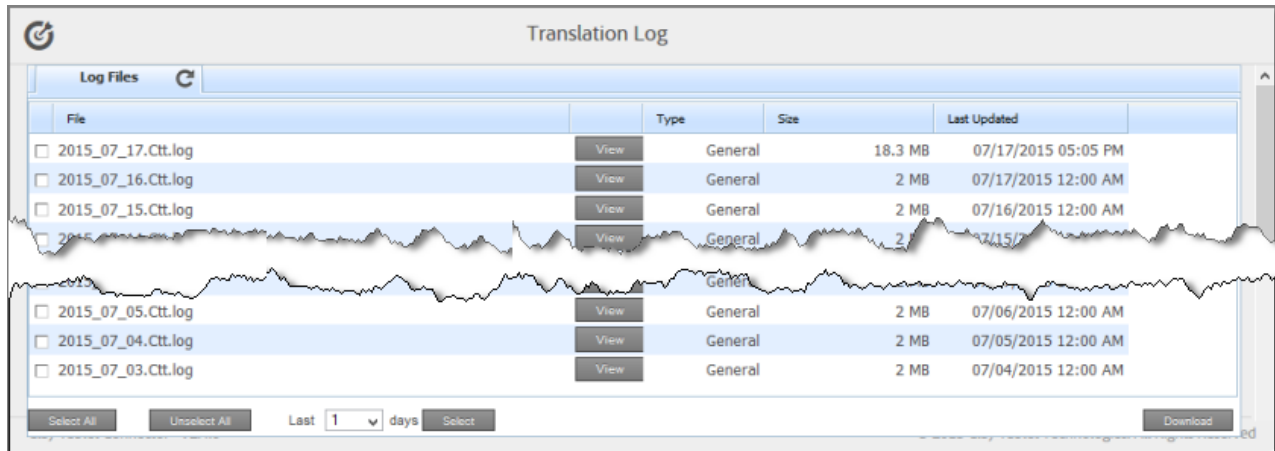 Translation Log
Log Files
File Type Size Last Updated
2015_07_17.Ctt.log View General 18.3 MB 07/17/2015 05:05 PM
2015_07_16.Ctt.log View General 2 MB 07/17/2015 12:00 AM
2015_07_15.Ctt.log View General 2 MB 07/16/2015 12:00 AM
View General 2
General
2015_07_05.Ctt.log View General 2 MB 07/06/2015 12:00 AM
2015_07_04.Ctt.log View General 2 MB 07/05/2015 12:00 AM
2015_07_03.Ctt.log View General 2 MB 07/04/2015 12:00 AM
Select All Unselect All Last 1 days Select Download